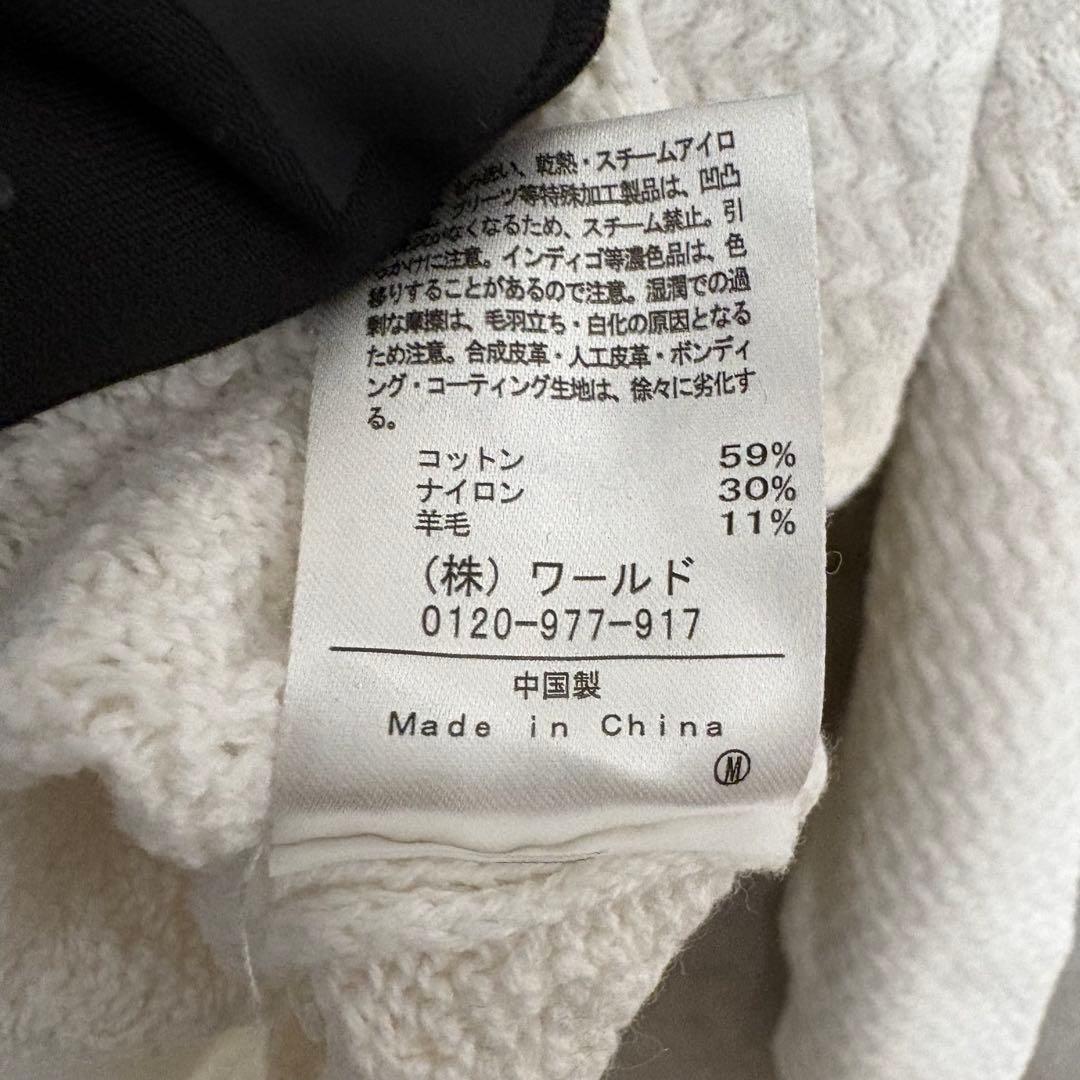 い、乾熱・スチームアイロ
リーツ等特殊加工製品は、凹凸
なくなるため、スチーム禁止。引
かけに注意。インディゴ等濃色品は、色
移りすることがあるので注意。湿潤での過
剰な摩擦は、毛羽立ち・白化の原因となる
ため注意。合成皮革・人工皮革・ボンディ
ング・コーティング生地は、徐々に劣化す
る。
コットン 59%
ナイロン 30%
羊毛 11%
(株)ワールド
0120-977-917
中国製
Made in China
M